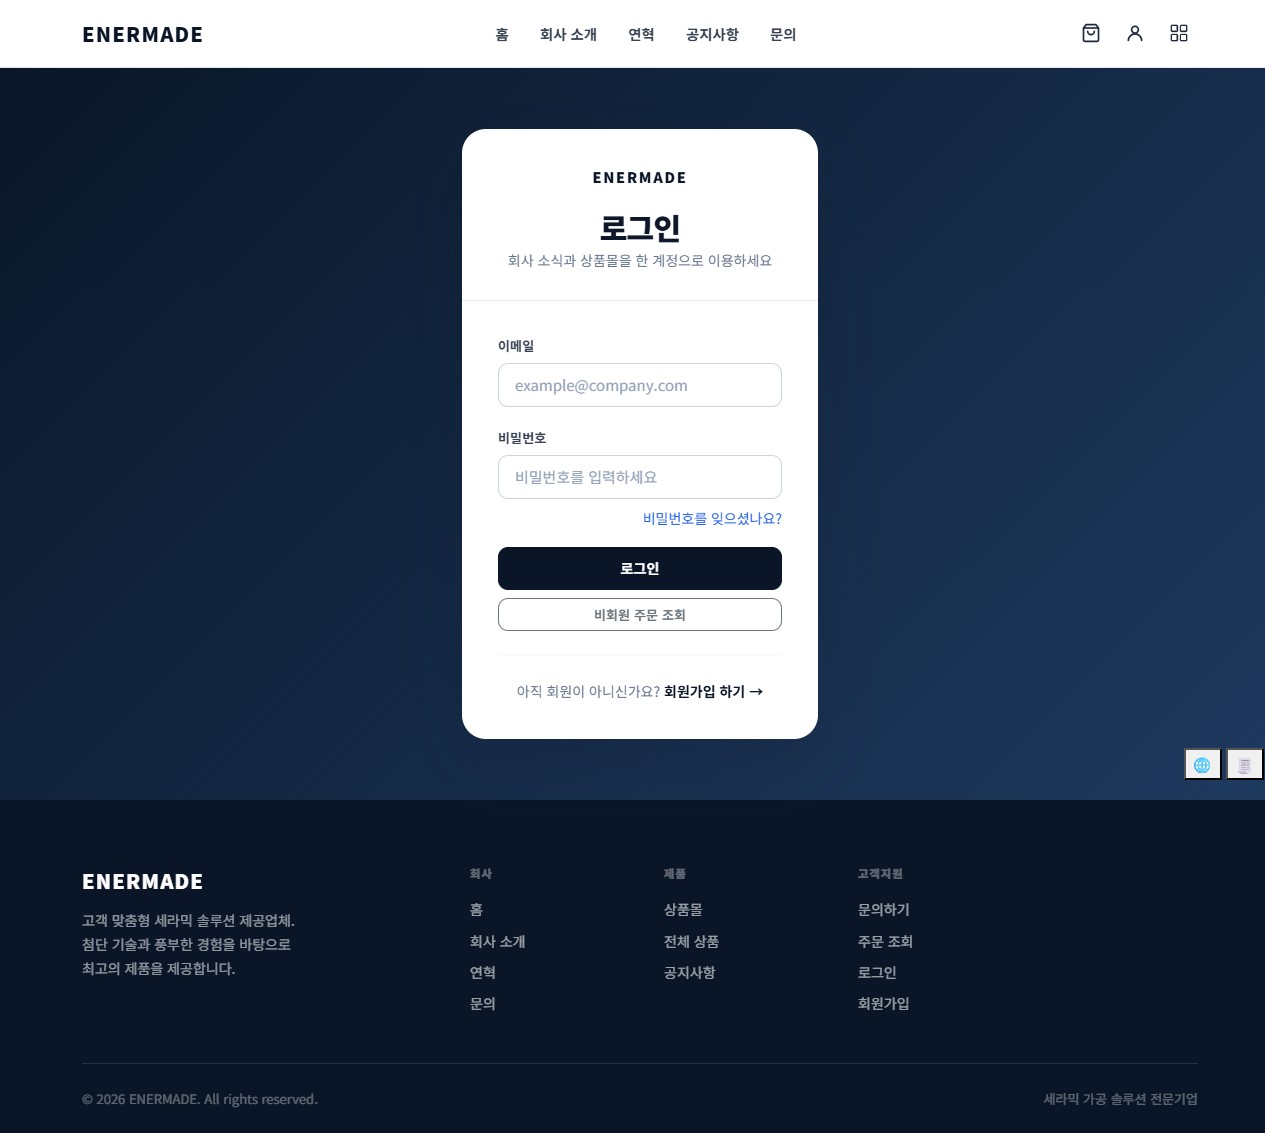 ENERMADE
홈
회사 소개
연혁
공지사항
문의
ENERMADE
로그인
회사 소식과 상품몰을 한 계정으로 이용하세요
이메일
example@company.com
비밀번호
비밀번호를 입력하세요
비밀번호를 잊으셨나요?
로그인
비회원 주문 조회
아직 회원이 아니신가요? 회원가입 하기 →
ENERMADE
고객 맞춤형 세라믹 솔루션 제공업체.
첨단 기술과 풍부한 경험을 바탕으로
최고의 제품을 제공합니다.
회사
홈
회사 소개
연혁
문의
제품
상품몰
전체 상품
공지사항
고객지원
문의하기
주문 조회
로그인
회원가입
© 2026 ENERMADE. All rights reserved.
세라믹 가공 솔루션 전문기업